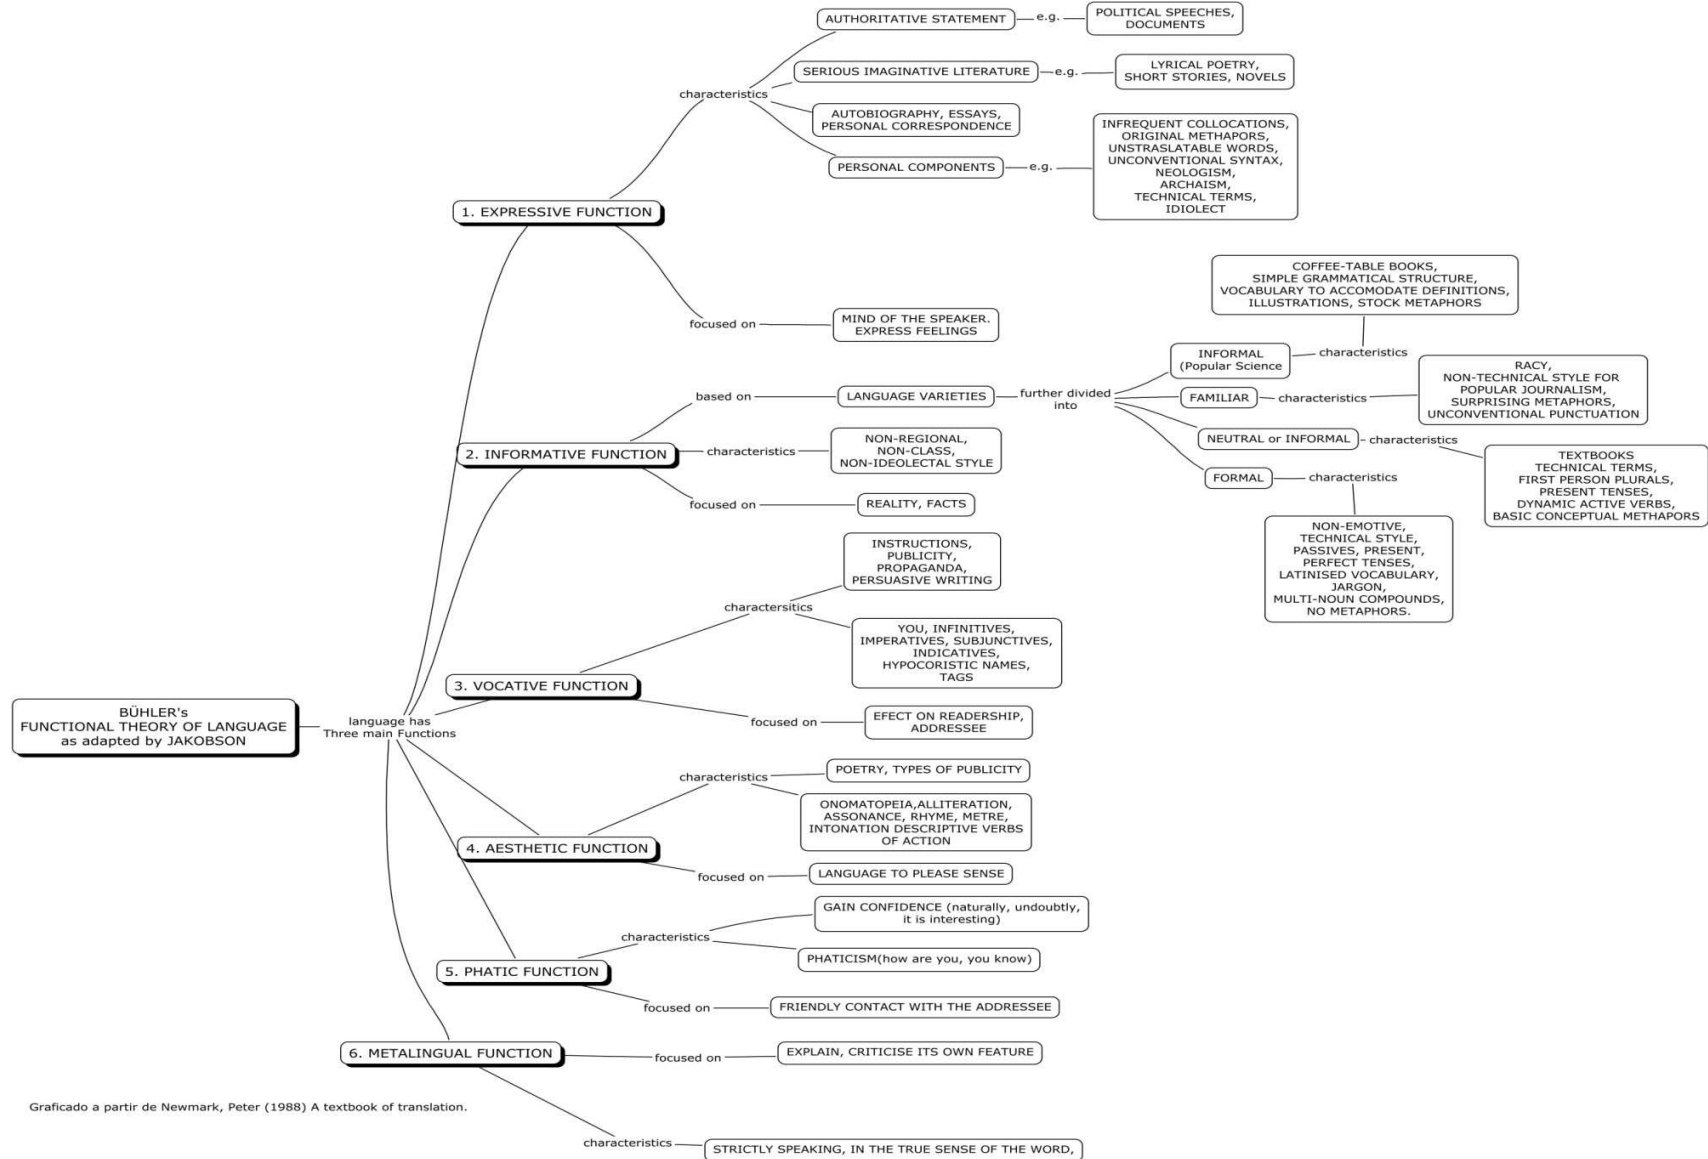 BÜHLER's
FUNCTIONAL THEORY OF LANGUAGE
as adapted by JAKOBSON
language has
Three main Functions
1. EXPRESSIVE FUNCTION
characteristics
AUTHORITATIVE STATEMENT
e.g.
POLITICAL SPEECHES,
DOCUMENTS
SERIOUS IMAGINATIVE LITERATURE
e.g.
LYRICAL POETRY,
SHORT STORIES, NOVELS
AUTOBIOGRAPHY, ESSAYS,
PERSONAL CORRESPONDENCE
PERSONAL COMPONENTS
e.g.
INFREQUENT COLLOCATIONS,
ORIGINAL METHAPORS,
UNSTRASLATABLE WORDS,
UNCONVENTIONAL SYNTAX,
NEOLOGISM,
ARCHAISM,
TECHNICAL TERMS,
IDIOLECT
focused on
MIND OF THE SPEAKER.
EXPRESS FEELINGS
2. INFORMATIVE FUNCTION
based on
LANGUAGE VARIETIES
further divided
into
INFORMAL
(Popular Science
characteristics
COFFEE-TABLE BOOKS,
SIMPLE GRAMMATICAL STRUCTURE,
VOCABULARY TO ACCOMODATE DEFINITIONS,
ILLUSTRATIONS, STOCK METAPHORS
FAMILIAR
characteristics
RACY,
NON-TECHNICAL STYLE FOR
POPULAR JOURNALISM,
SURPRISING METAPHORS,
UNCONVENTIONAL PUNCTUATION
NEUTRAL or INFORMAL
characteristics
TEXTBOOKS
TECHNICAL TERMS,
FIRST PERSON PLURALS,
PRESENT TENSES,
DYNAMIC ACTIVE VERBS,
BASIC CONCEPTUAL METHAPORS
FORMAL
characteristics
NON-EMOTIVE,
TECHNICAL STYLE,
PASSIVES, PRESENT,
PERFECT TENSES,
LATINISED VOCABULARY,
JARGON,
MULTI-NOUN COMPOUNDS,
NO METAPHORS.
characteristics
NON-REGIONAL,
NON-CLASS,
NON-IDEOLECTAL STYLE
focused on
REALITY, FACTS
3. VOCATIVE FUNCTION
charactersitics
INSTRUCTIONS,
PUBLICITY,
PROPAGANDA,
PERSUASIVE WRITING
YOU, INFINITIVES,
IMPERATIVES, SUBJUNCTIVES,
INDICATIVES,
HYPOCORISTIC NAMES,
TAGS
focused on
EFECT ON READERSHIP,
ADDRESSEE
4. AESTHETIC FUNCTION
characteristics
POETRY, TYPES OF PUBLICITY
ONOMATOPEIA,ALLITERATION,
ASSONANCE, RHYME, METRE,
INTONATION DESCRIPTIVE VERBS
OF ACTION
focused on
LANGUAGE TO PLEASE SENSE
5. PHATIC FUNCTION
characteristics
GAIN CONFIDENCE (naturally, undoubtly,
it is interesting)
PHATICISM(how are you, you know)
focused on
FRIENDLY CONTACT WITH THE ADDRESSEE
6. METALINGUAL FUNCTION
focused on
EXPLAIN, CRITICISE ITS OWN FEATURE
characteristics
STRICTLY SPEAKING, IN THE TRUE SENSE OF THE WORD,
Graficado a partir de Newmark, Peter (1988) A textbook of translation.